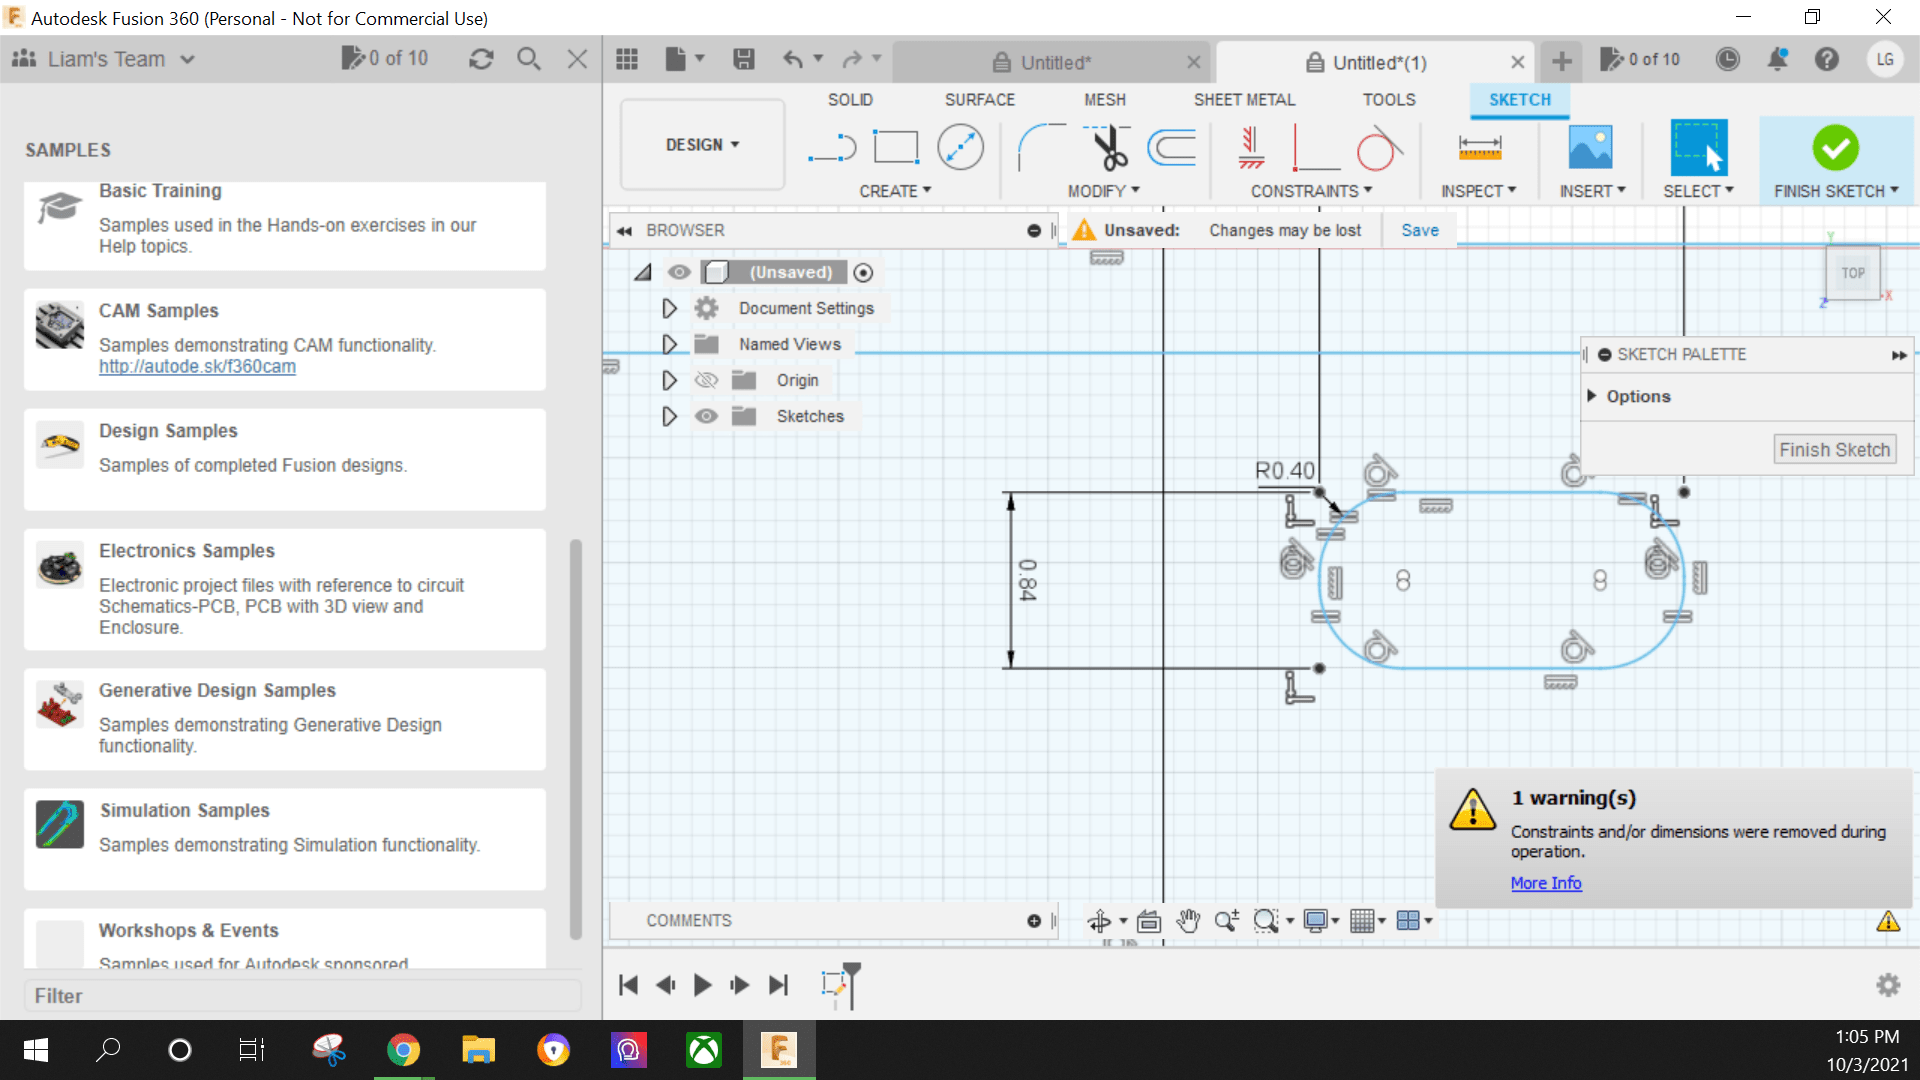 Autodesk Fusion 360 (Personal - Not for Commercial Use)
Liam's Team
0 of 10
Untitled*
Untitled*(1)
0 of 10
LG
SAMPLES
Basic Training
Samples used in the Hands-on exercises in our
Help topics.
CAM Samples
Samples demonstrating CAM functionality.
http://autode.sk/f360cam
Design Samples
Samples of completed Fusion designs.
Electronics Samples
Electronic project files with reference to circuit
Schematics-PCB, PCB with 3D view and
Enclosure.
Generative Design Samples
Samples demonstrating Generative Design
functionality.
Simulation Samples
Samples demonstrating Simulation functionality.
Workshops & Events
Samples used for Autodesk sponsored
Filter
SOLID
SURFACE
MESH
SHEET METAL
TOOLS
SKETCH
DESIGN
CREATE
MODIFY
CONSTRAINTS
INSPECT
INSERT
SELECT
FINISH SKETCH
BROWSER
Unsaved:
Changes may be lost
Save
(Unsaved)
Document Settings
Named Views
Origin
Sketches
Y
TOP
X
Z
SKETCH PALETTE
Options
Finish Sketch
R0.40
0.84
1 warning(s)
Constraints and/or dimensions were removed during
operation.
More Info
COMMENTS
F
360
1:05 PM
10/3/2021